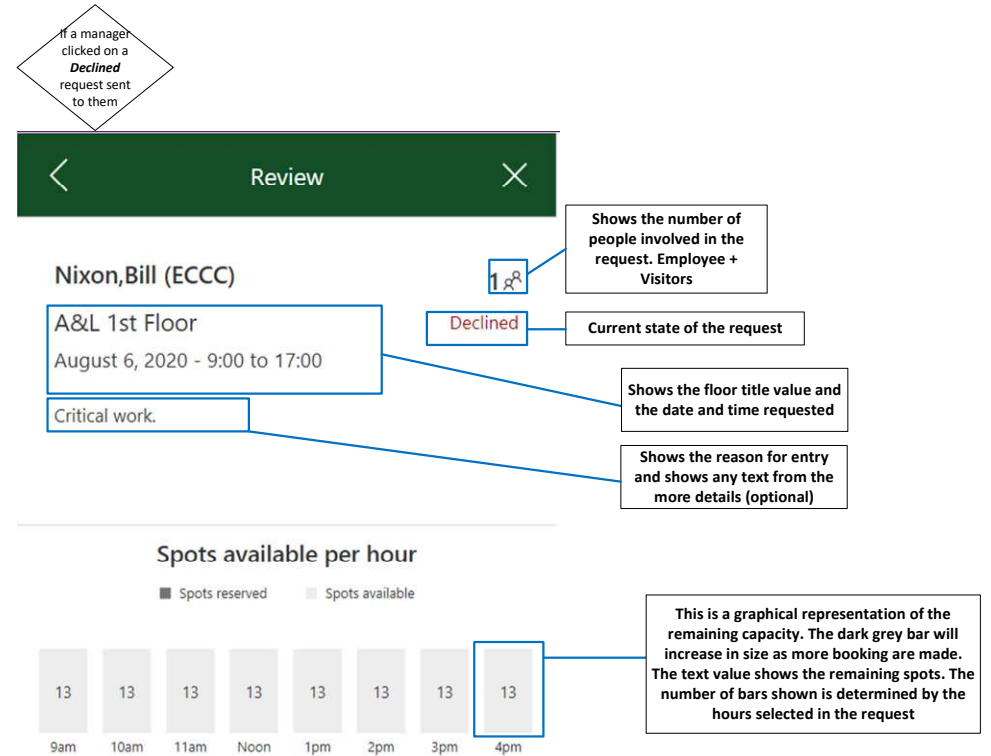 If a manager
clicked on a
Declined
request sent
to them
Review
Shows the number of
people involved in the
request. Employee +
Visitors
Nixon,Bill (ECCC)
1
A&L 1st Floor
Declined
Current state of the request
August 6, 2020 - 9:00 to 17:00
Shows the floor title value and
the date and time requested
Critical work.
Shows the reason for entry
and shows any text from the
more details (optional)
Spots available per hour
Spots reserved Spots available
This is a graphical representation of the
remaining capacity. The dark grey bar will
increase in size as more booking are made.
The text value shows the remaining spots. The
number of bars shown is determined by the
hours selected in the request
13 13 13 13 13 13 13 13
9am 10am 11am Noon 1pm 2pm 3pm 4pm